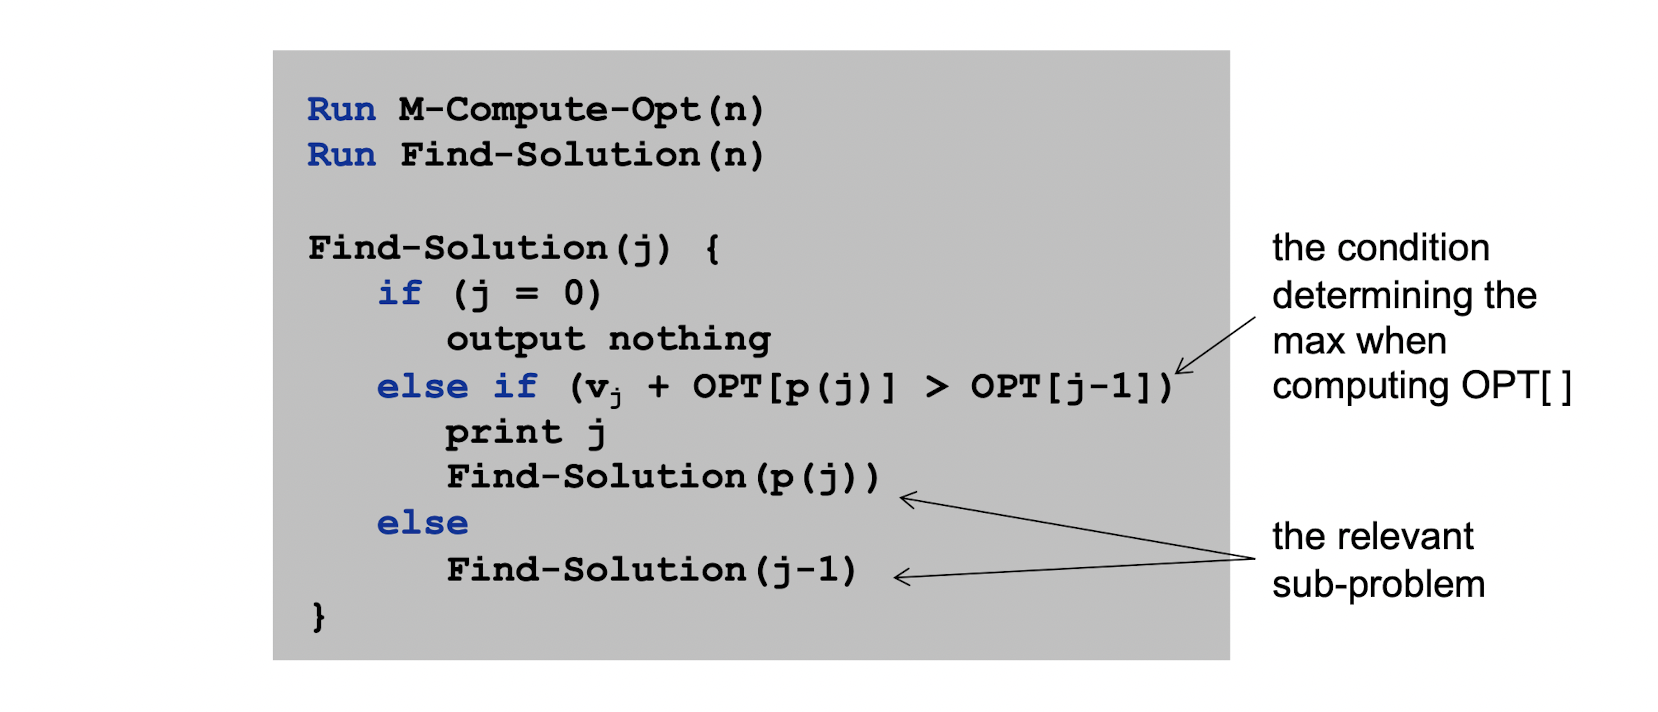 Run M-Compute-Opt(n)
Run Find-Solution(n)
Find-Solution(j) {
if (j = 0)
output nothing
else if (vj + OPT[p(j)] > OPT[j-1])
print j
Find-Solution(p(j))
else
Find-Solution(j-1)
}
the condition
determining the
max when
computing OPT[ ]
the relevant
sub-problem